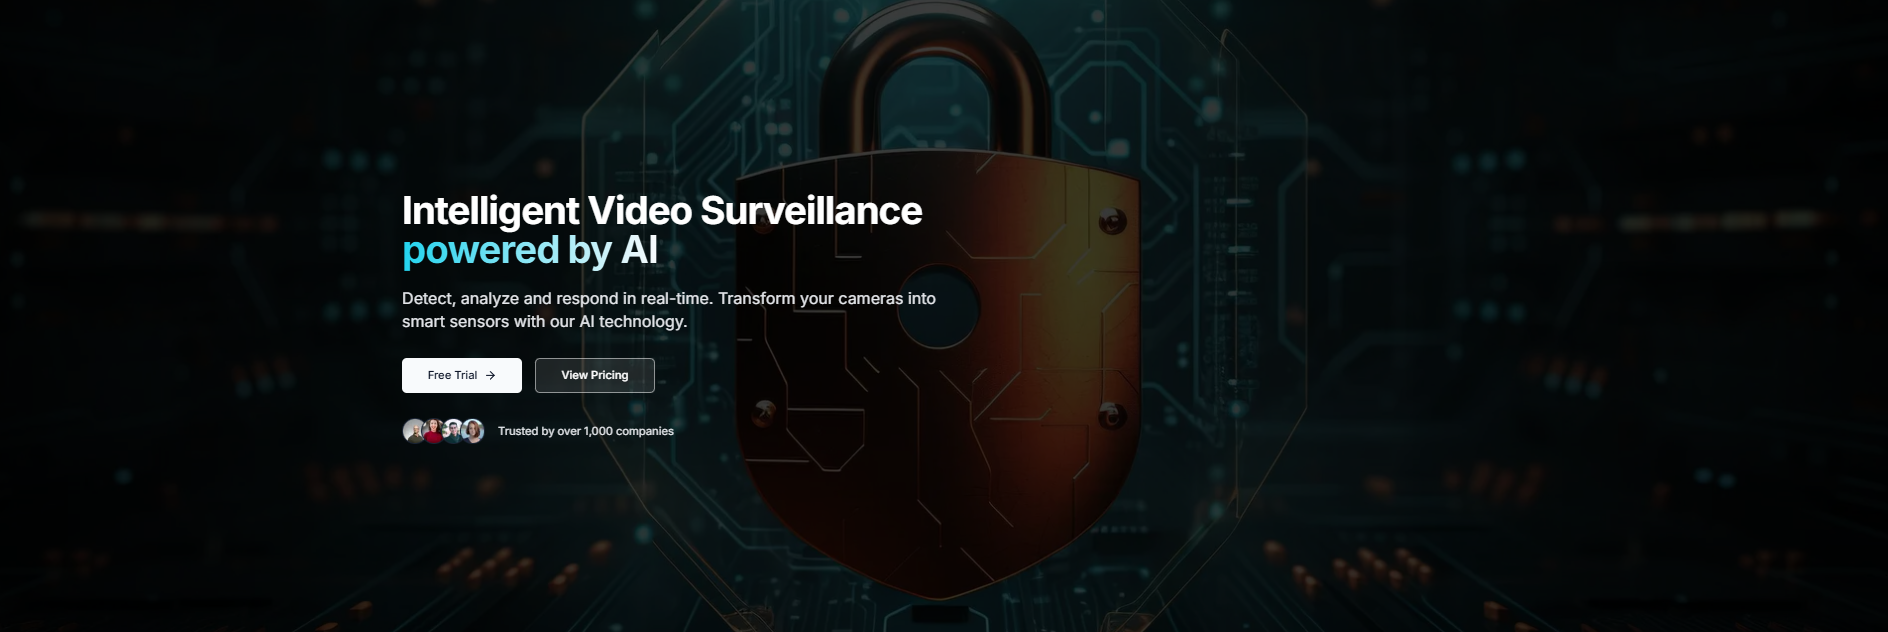 Intelligent Video Surveillance
powered by AI
Detect, analyze and respond in real-time. Transform your cameras into
smart sensors with our AI technology.
Free Trial →
View Pricing
Trusted by over 1,000 companies